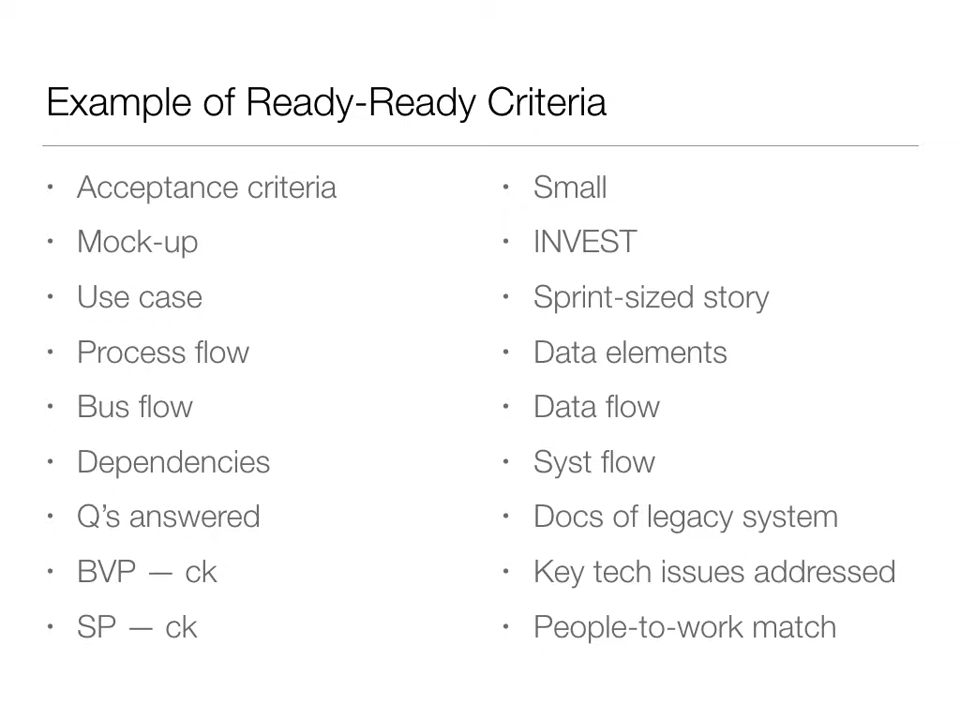 Example of Ready-Ready Criteria
• Acceptance criteria
• Mock-up
• Use case
• Process flow
• Bus flow
• Dependencies
• Q’s answered
• BVP — ck
• SP — ck
• Small
• INVEST
• Sprint-sized story
• Data elements
• Data flow
• Syst flow
• Docs of legacy system
• Key tech issues addressed
• People-to-work match